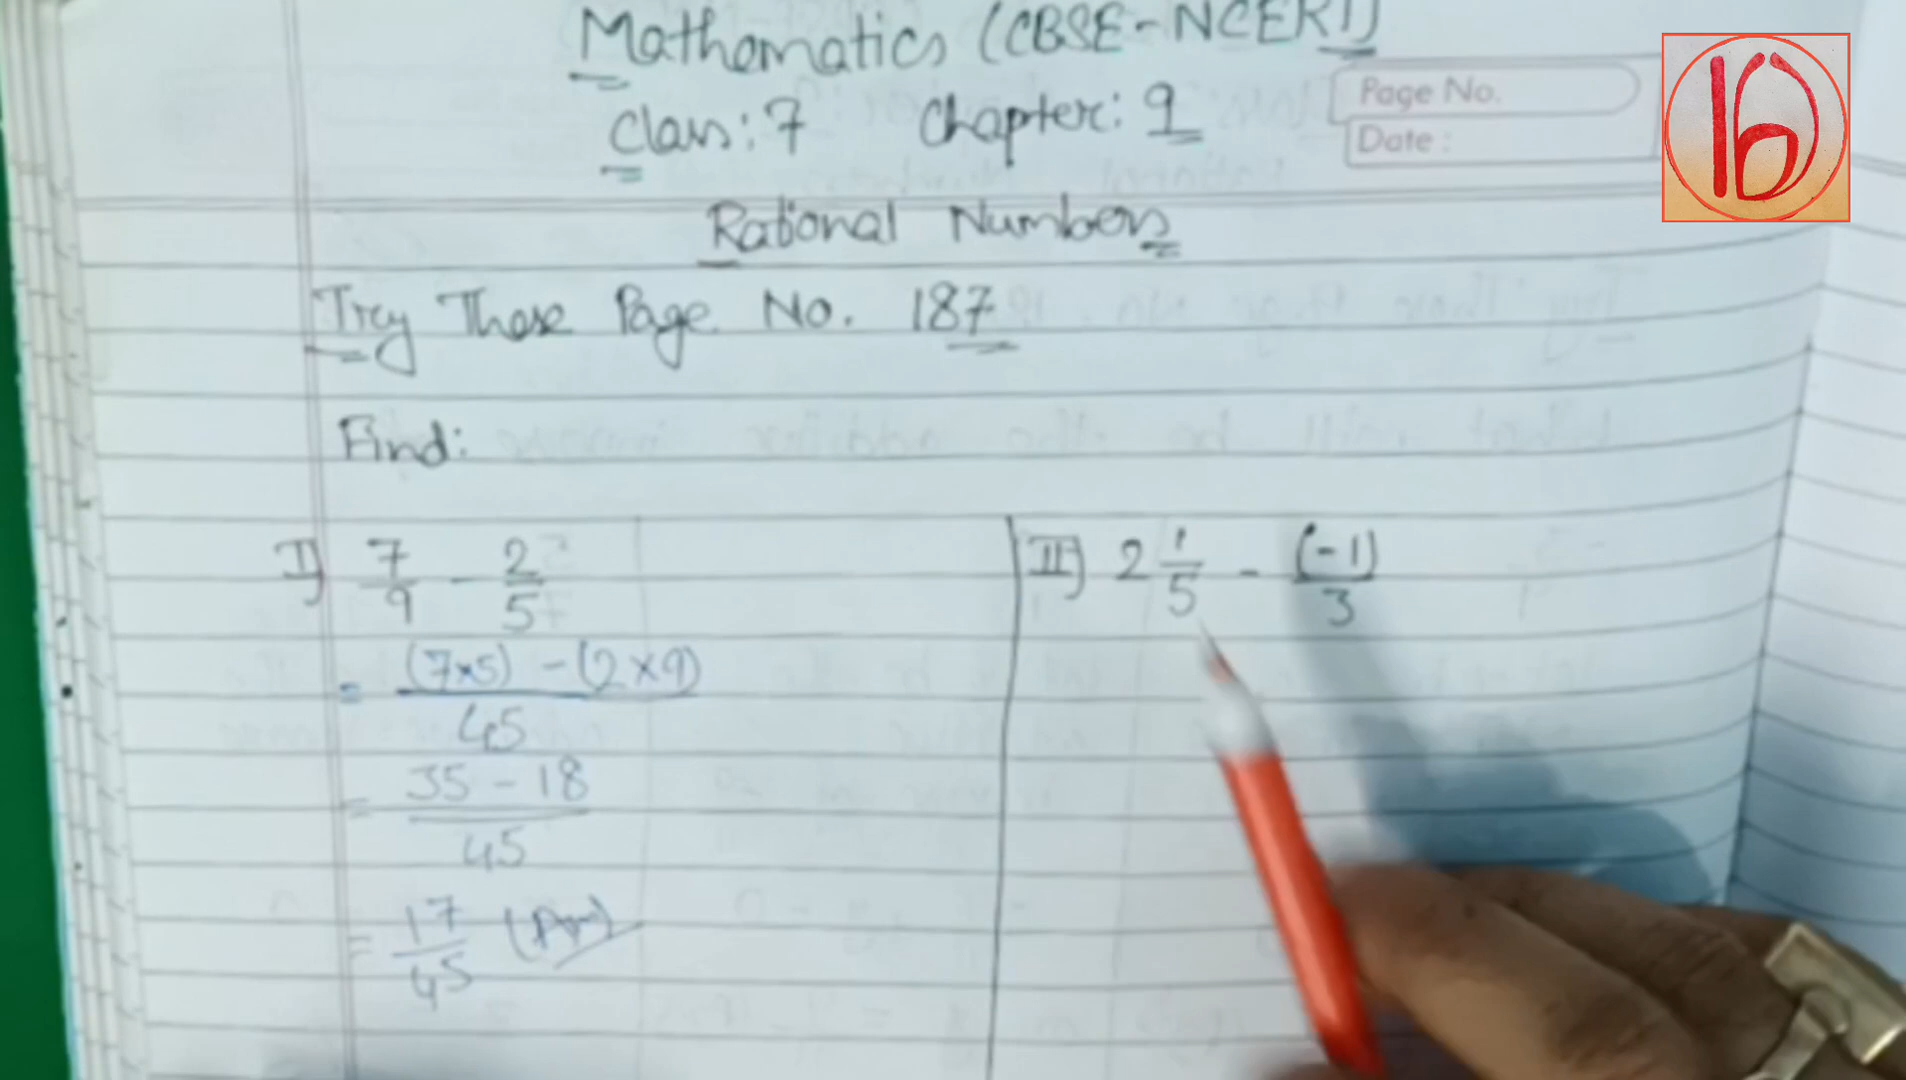 Mathematics (CBSE-NCERT)
Class: 7 Chapter: 9
Page No.
Date:
Rational Numbers
Try These Page No. 187
Find:
I) 7/9 - 2/5
= (7×5) - (2×9) / 45
= 35 - 18 / 45
= 17/45 (Ans)
II) 2 1/5 - (-1)/3